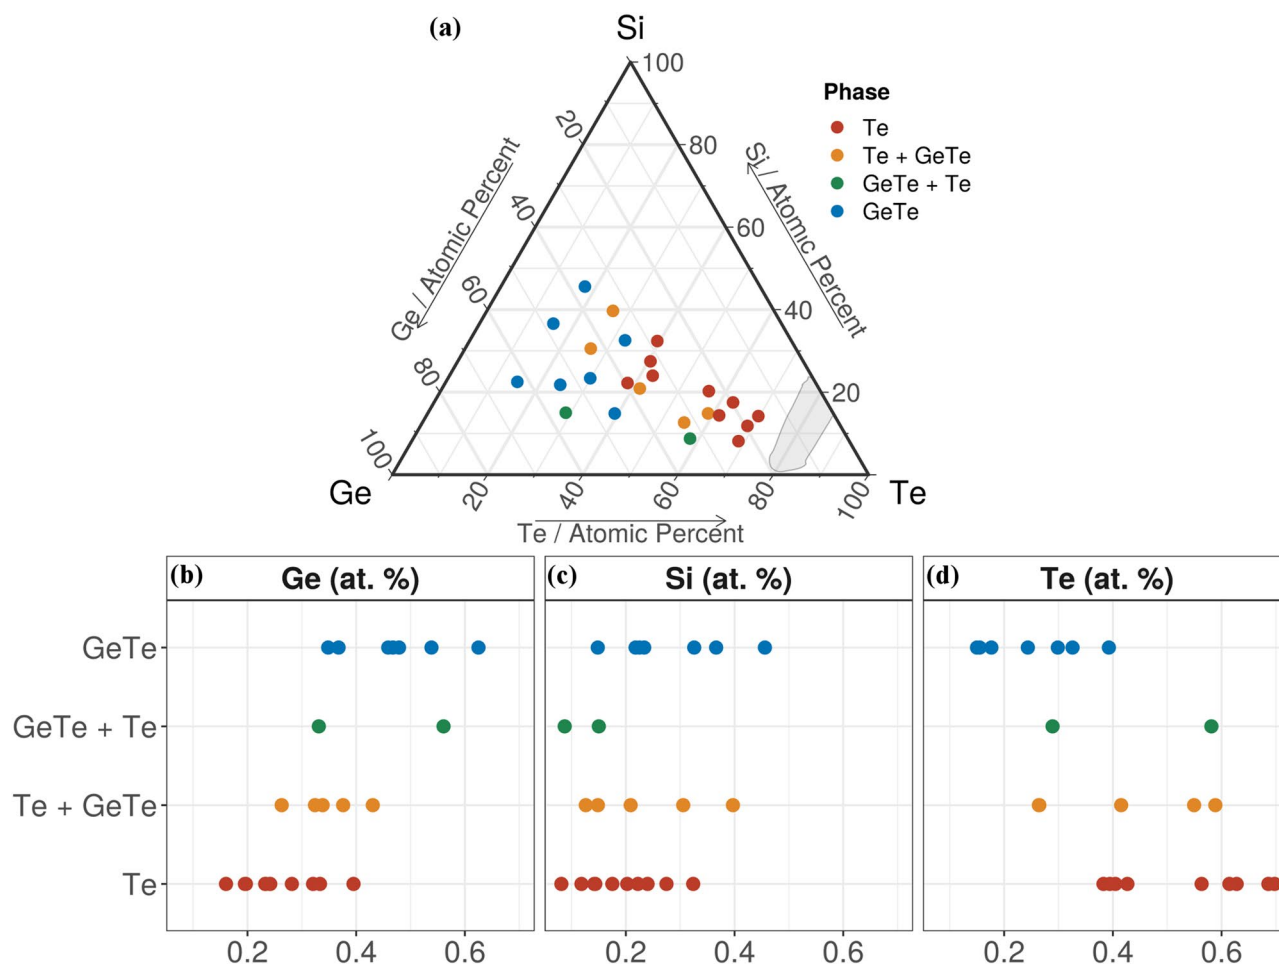 (a)
Si
100
Phase
Te
Te + GeTe
GeTe + Te
GeTe
20
40
60
80
100
Ge / Atomic Percent
80
60
40
20
Si / Atomic Percent
Ge
Te
20
40
60
80
100
Te / Atomic Percent
(b) Ge (at. %)
(c) Si (at. %)
(d) Te (at. %)
GeTe
GeTe + Te
Te + GeTe
Te
0.2 0.4 0.6
0.2 0.4 0.6
0.2 0.4 0.6